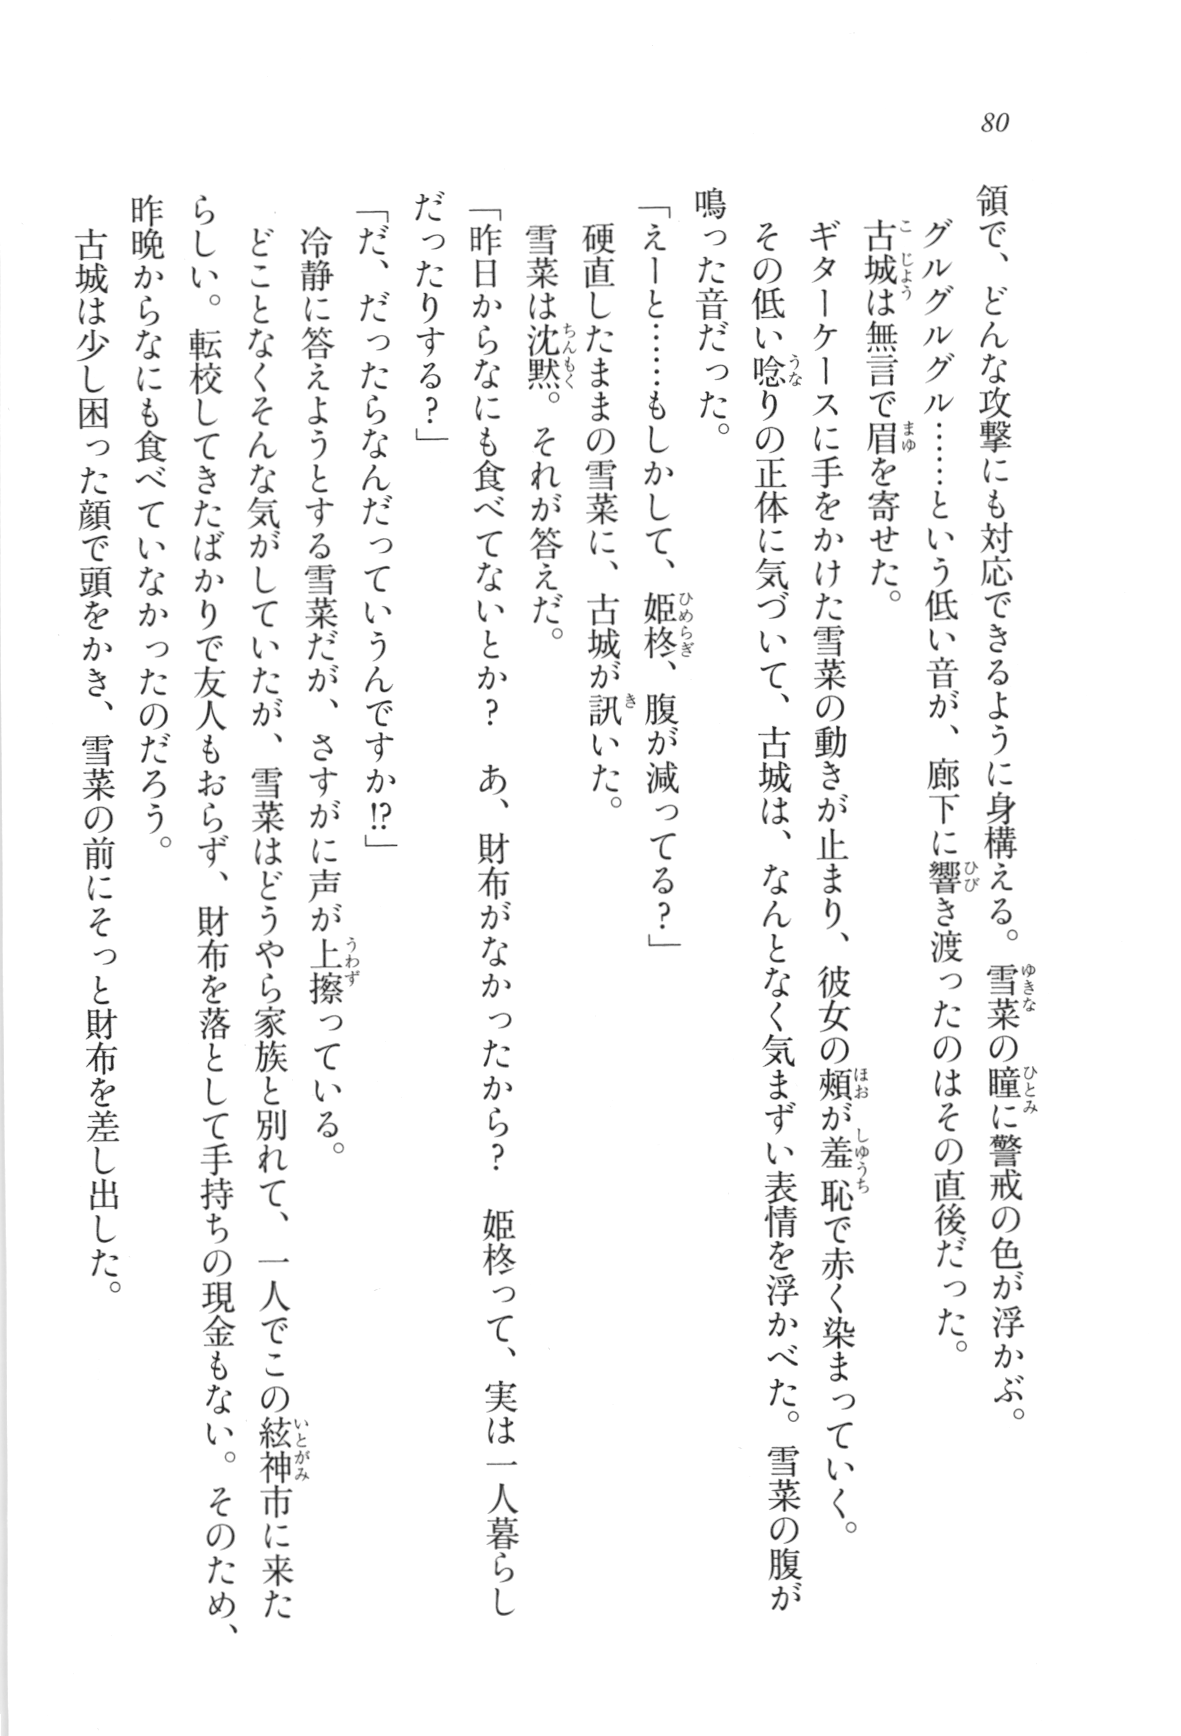 80
領で、どんな攻撃にも対応できるように身構える。雪菜の瞳に警戒の色が浮かぶ。
グルグルグル……という低い音が、廊下に響き渡ったのはその直後だった。
古城は無言で眉を寄せた。
ギターケースに手をかけた雪菜の動きが止まり、彼女の頰が羞恥で赤く染まっていく。
その低い唸りの正体に気づいて、古城は、なんとなく気まずい表情を浮かべた。雪菜の腹が
鳴った音だった。
「えーと……もしかして、姫柊、腹が減ってる？」
硬直したままの雪菜に、古城が訊いた。
雪菜は沈黙。それが答えだ。
「昨日からなにも食べてないとか？　あ、財布がなかったから？　姫柊って、実は一人暮らし
だったりする？」
「だ、だったらなんだっていうんですか!?」
冷静に答えようとする雪菜だが、さすがに声が上擦っている。
どことなくそんな気がしていたが、雪菜はどうやら家族と別れて、一人でこの絃神市に来た
らしい。転校してきたばかりで友人もおらず、財布を落として手持ちの現金もない。そのため、
昨晩からなにも食べていなかったのだろう。
古城は少し困った顔で頭をかき、雪菜の前にそっと財布を差し出した。